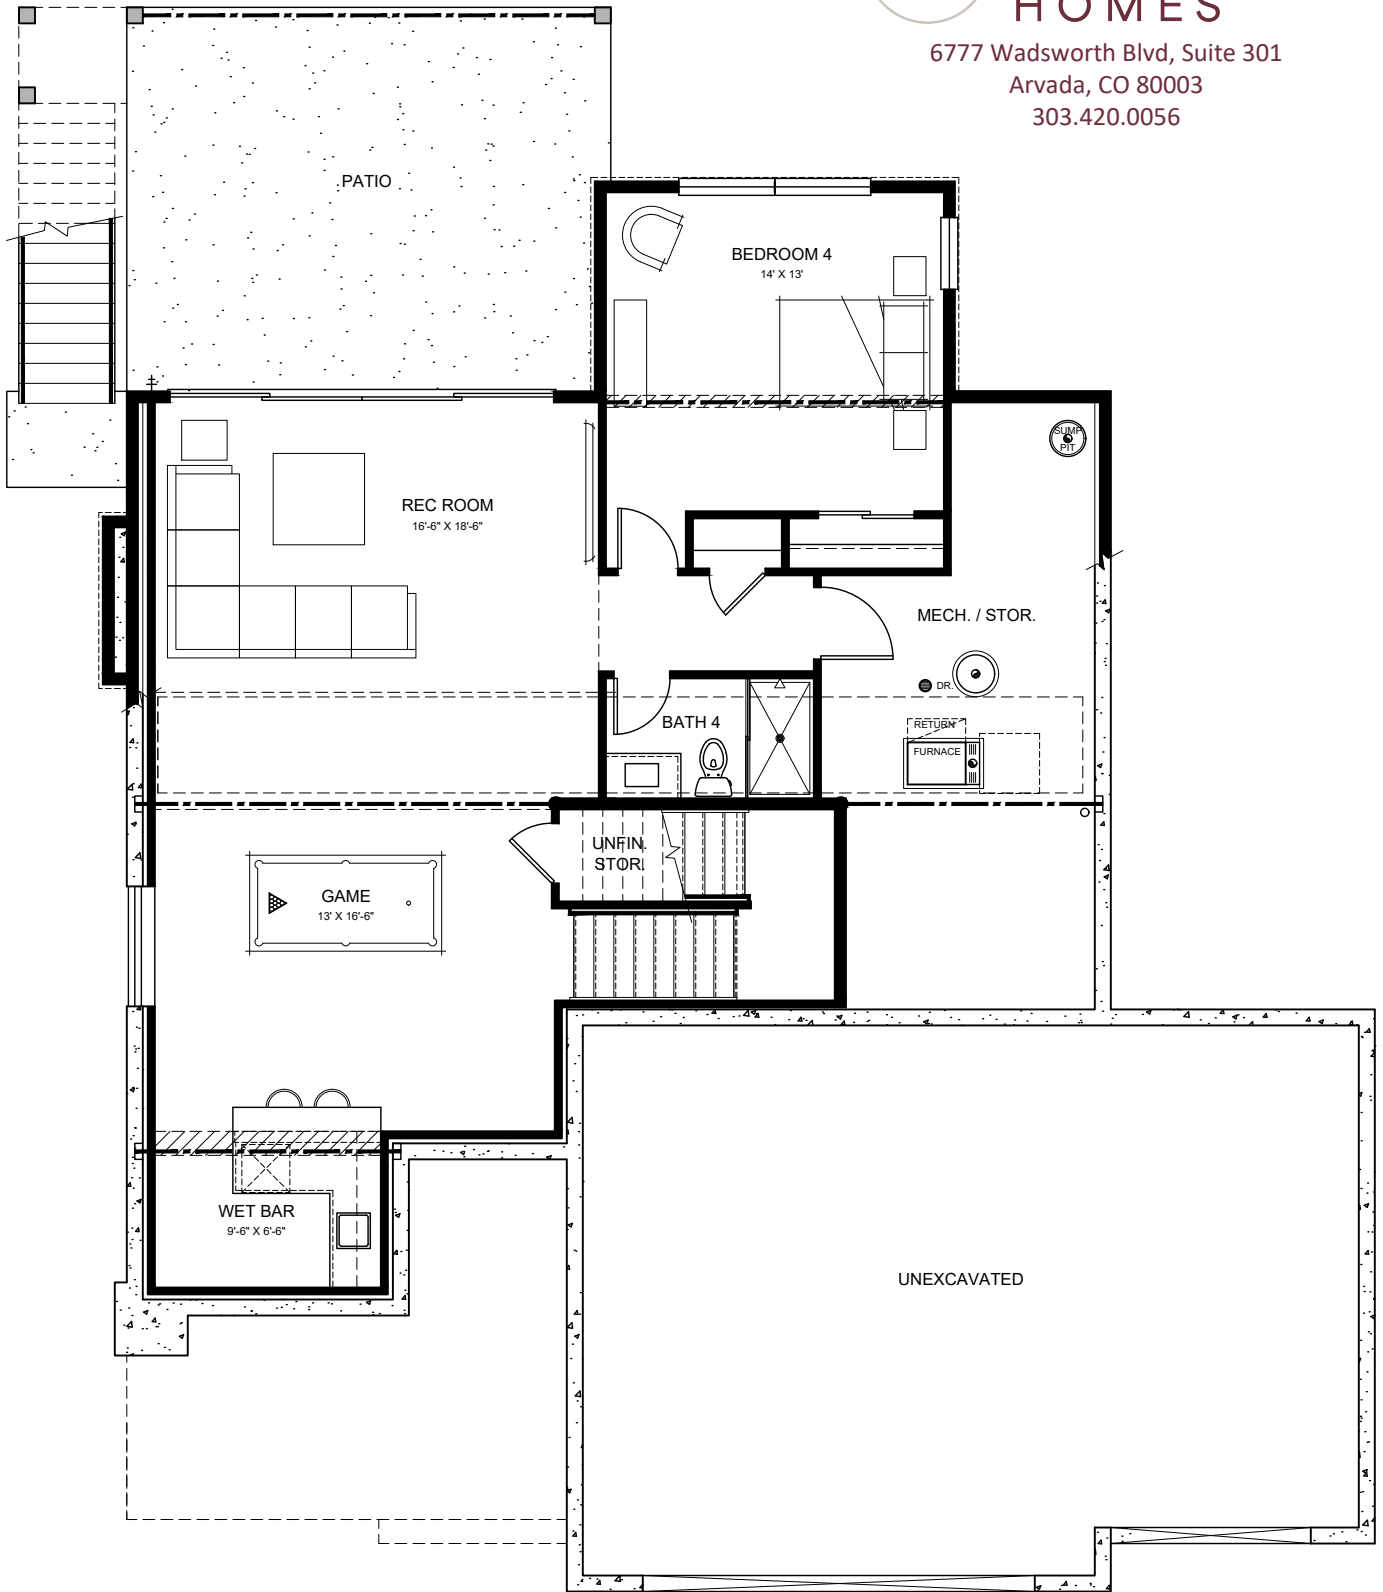 HOMES
6777 Wadsworth Blvd, Suite 301
Arvada, CO 80003
303.420.0056
PATIO
BEDROOM 4
14' X 13'
SUMP
PIT
REC ROOM
16'-6" X 18'-6"
MECH. / STOR.
DR.
BATH 4
RETURN
FURNACE
UNFIN.
STOR.
GAME
13' X 16'-6"
WET BAR
9'-6" X 6'-6"
UNEXCAVATED